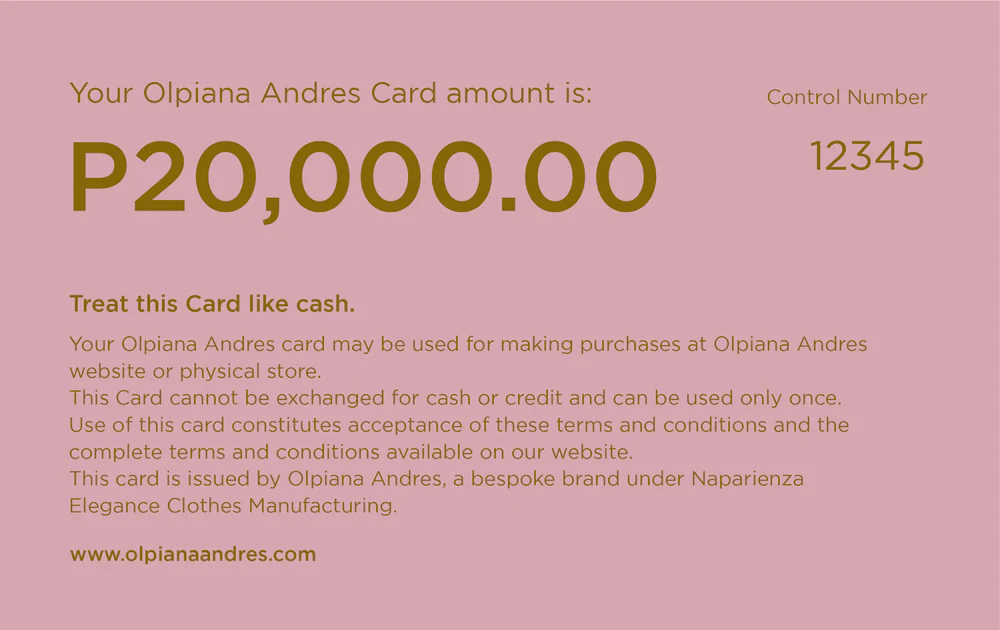 Your Olpiana Andres Card amount is:
Control Number
P20,000.00
12345
Treat this Card like cash.
Your Olpiana Andres card may be used for making purchases at Olpiana Andres
website or physical store.
This Card cannot be exchanged for cash or credit and can be used only once.
Use of this card constitutes acceptance of these terms and conditions and the
complete terms and conditions available on our website.
This card is issued by Olpiana Andres, a bespoke brand under Naparienza
Elegance Clothes Manufacturing.
www.olpianaandres.com